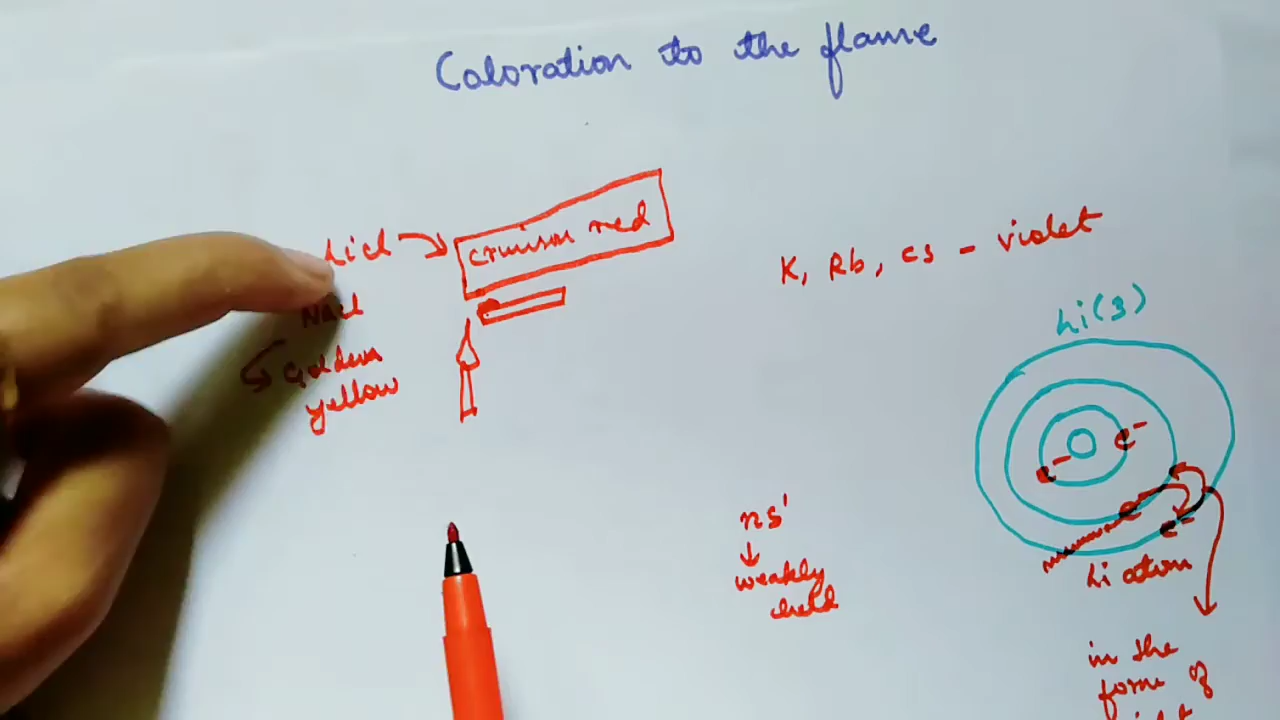 Coloration to the flame
Licl
crimson red
K, Rb, Cs - violet
Nacl
Golden
yellow
Li(3)
e-
e-
e-
e-
ns'
weakly
held
Li atom
in the
form of